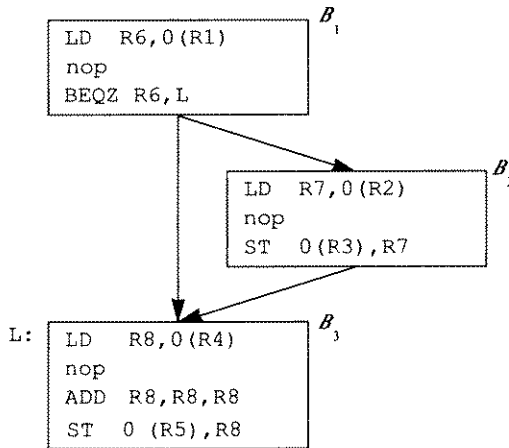 B₁
LD R6,0(R1)
nop
BEQZ R6,L
B
LD R7,0(R2)
nop
ST 0(R3),R7
L:
B₃
LD R8,0(R4)
nop
ADD R8,R8,R8
ST 0 (R5),R8